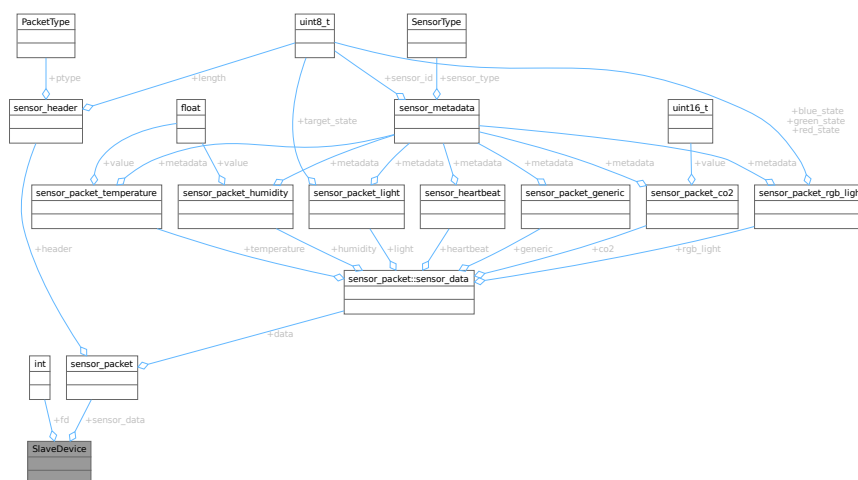 PacketType
uint8_t
SensorType
+ptype
+length
+sensor_id
+sensor_type
sensor_header
float
sensor_metadata
uint16_t
+blue_state
+green_state
+red_state
+target_state
+value
+metadata
+value
+metadata
+metadata
+metadata
+metadata
+metadata
+value
+metadata
sensor_packet_temperature
sensor_packet_humidity
sensor_packet_light
sensor_heartbeat
sensor_packet_generic
sensor_packet_co2
sensor_packet_rgb_light
+header
+temperature
+humidity
+light
+heartbeat
+generic
+co2
+rgb_light
sensor_packet::sensor_data
+data
int
sensor_packet
+fd
+sensor_data
SlaveDevice